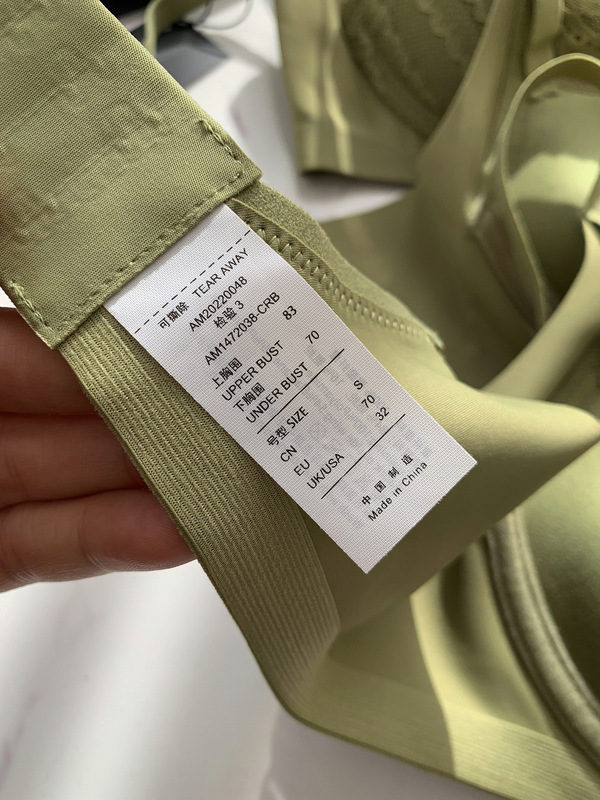 可撕除 TEAR AWAY
AM20220048
检验 3
AM1472038-CRB
上胸围 83
UPPER BUST
下胸围 70
UNDER BUST
号型 SIZE
CN S
EU 70
UK/USA 32
中国制造
Made in China